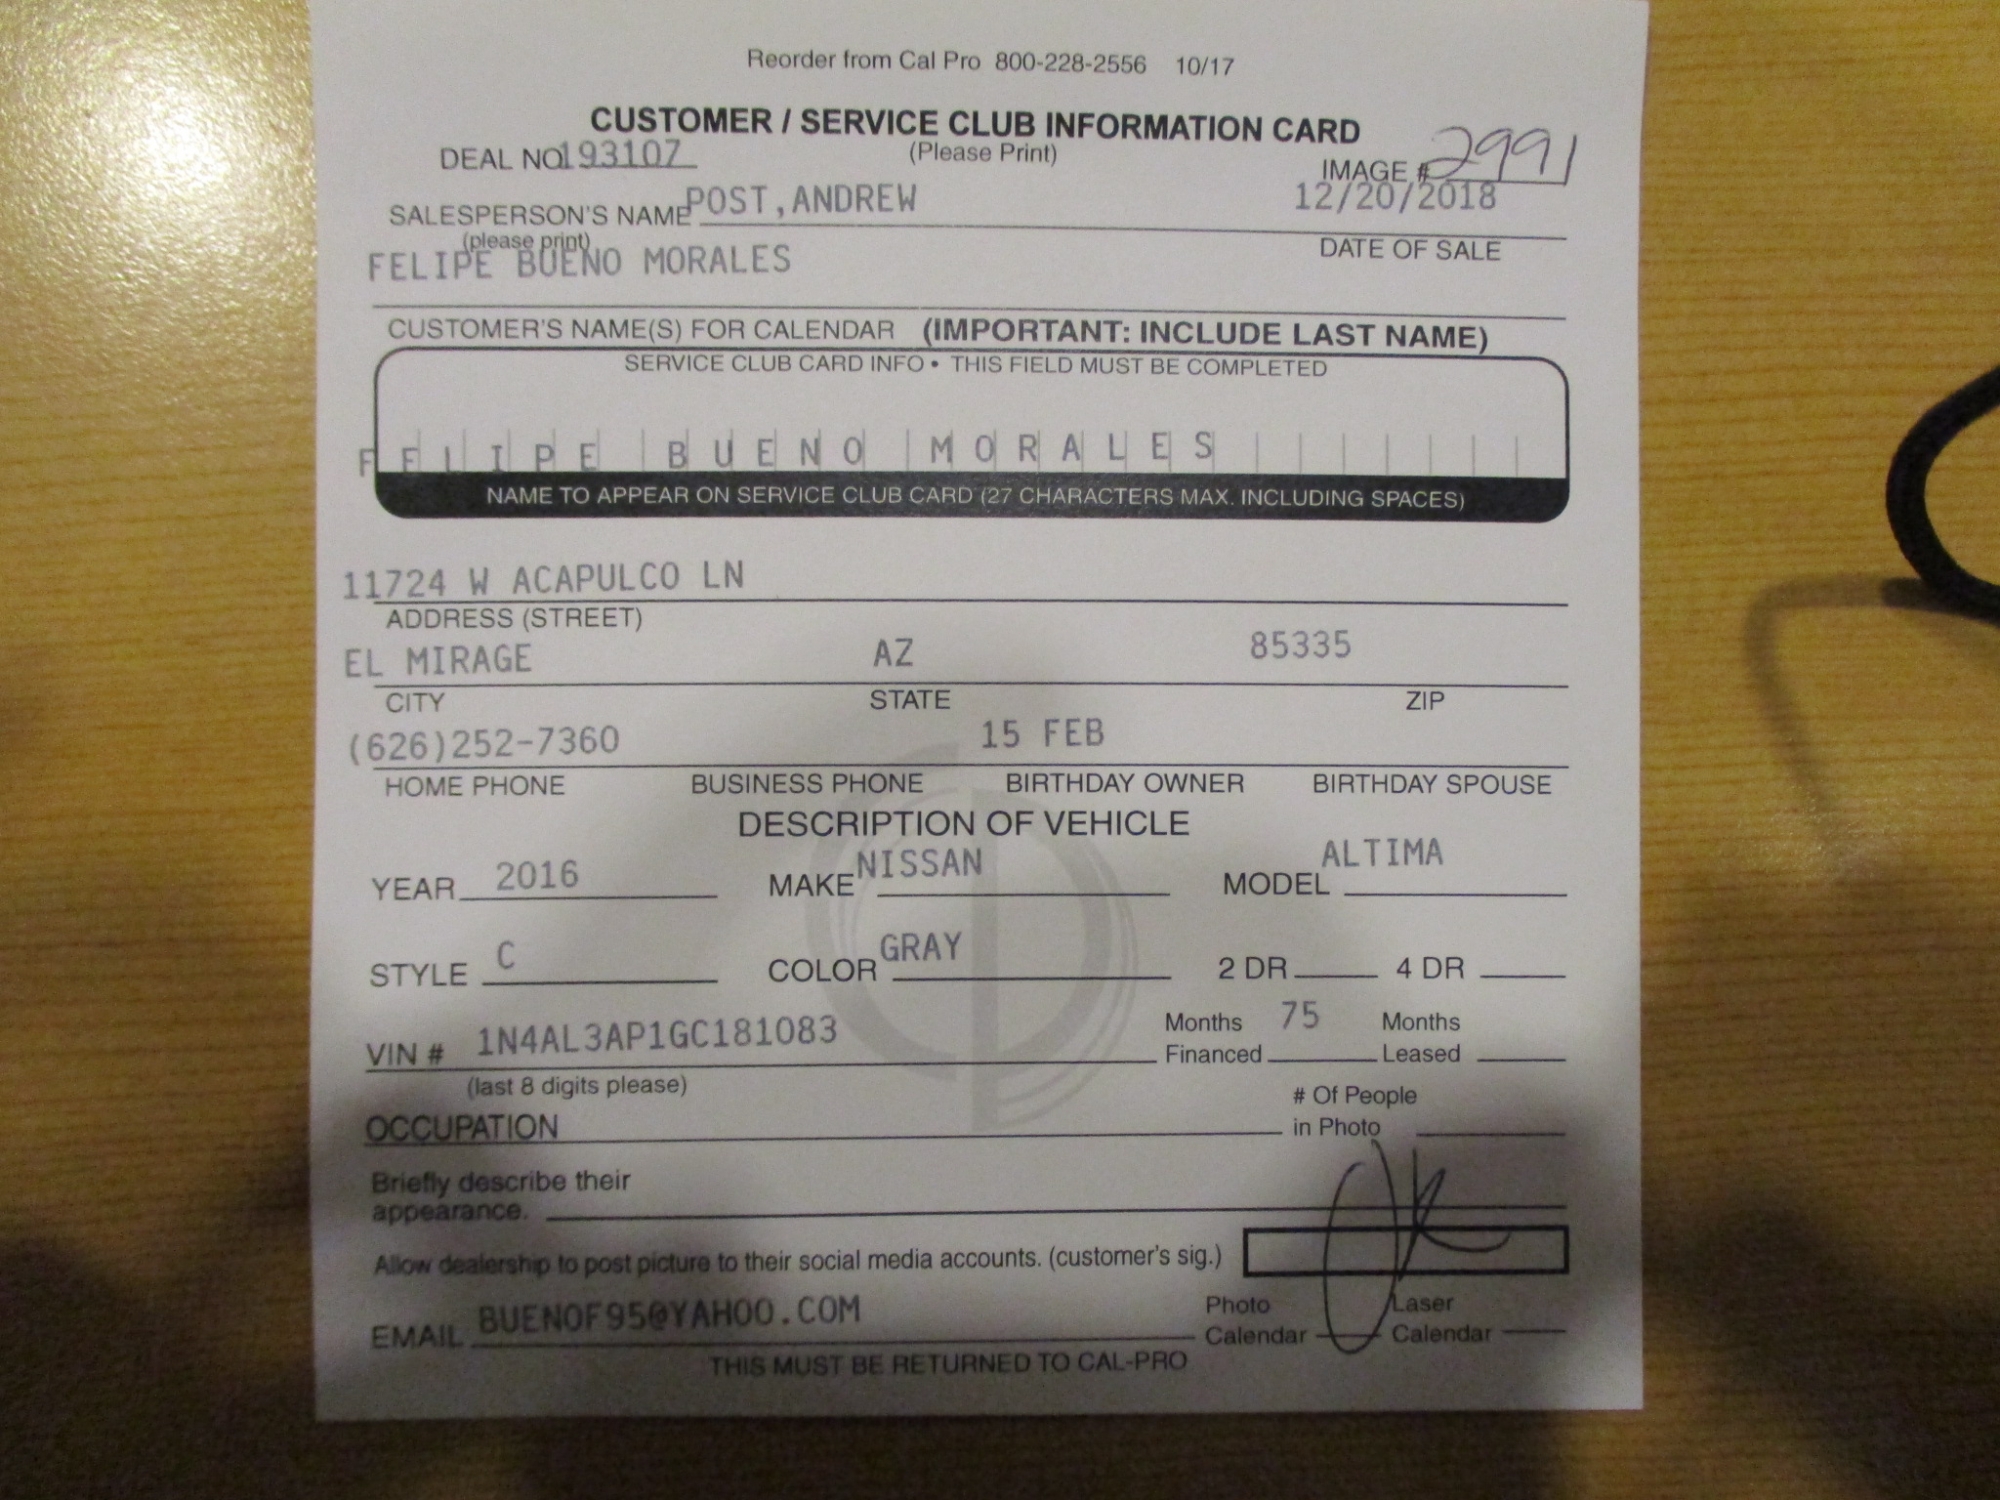 Reorder from Cal Pro 800-228-2556 10/17
CUSTOMER / SERVICE CLUB INFORMATION CARD
DEAL NO. 193107 (Please Print) IMAGE # 2991
SALESPERSON'S NAME POST,ANDREW 12/20/2018
(please print) DATE OF SALE
FELIPE BUENO MORALES
CUSTOMER'S NAME(S) FOR CALENDAR (IMPORTANT: INCLUDE LAST NAME)
SERVICE CLUB CARD INFO • THIS FIELD MUST BE COMPLETED
FELIPE BUENO MORALES
NAME TO APPEAR ON SERVICE CLUB CARD (27 CHARACTERS MAX. INCLUDING SPACES)
11724 W ACAPULCO LN
ADDRESS (STREET)
EL MIRAGE AZ 85335
CITY STATE ZIP
(626)252-7360 15 FEB
HOME PHONE BUSINESS PHONE BIRTHDAY OWNER BIRTHDAY SPOUSE
DESCRIPTION OF VEHICLE
YEAR 2016 MAKE NISSAN MODEL ALTIMA
STYLE C COLOR GRAY 2 DR 4 DR
VIN # 1N4AL3AP1GC181083 Months Financed 75 Months Leased
(last 8 digits please)
OCCUPATION # Of People in Photo
Briefly describe their
appearance.
Allow dealership to post picture to their social media accounts. (customer's sig.)
EMAIL BUENOF95@YAHOO.COM Photo Calendar Laser Calendar
THIS MUST BE RETURNED TO CAL-PRO